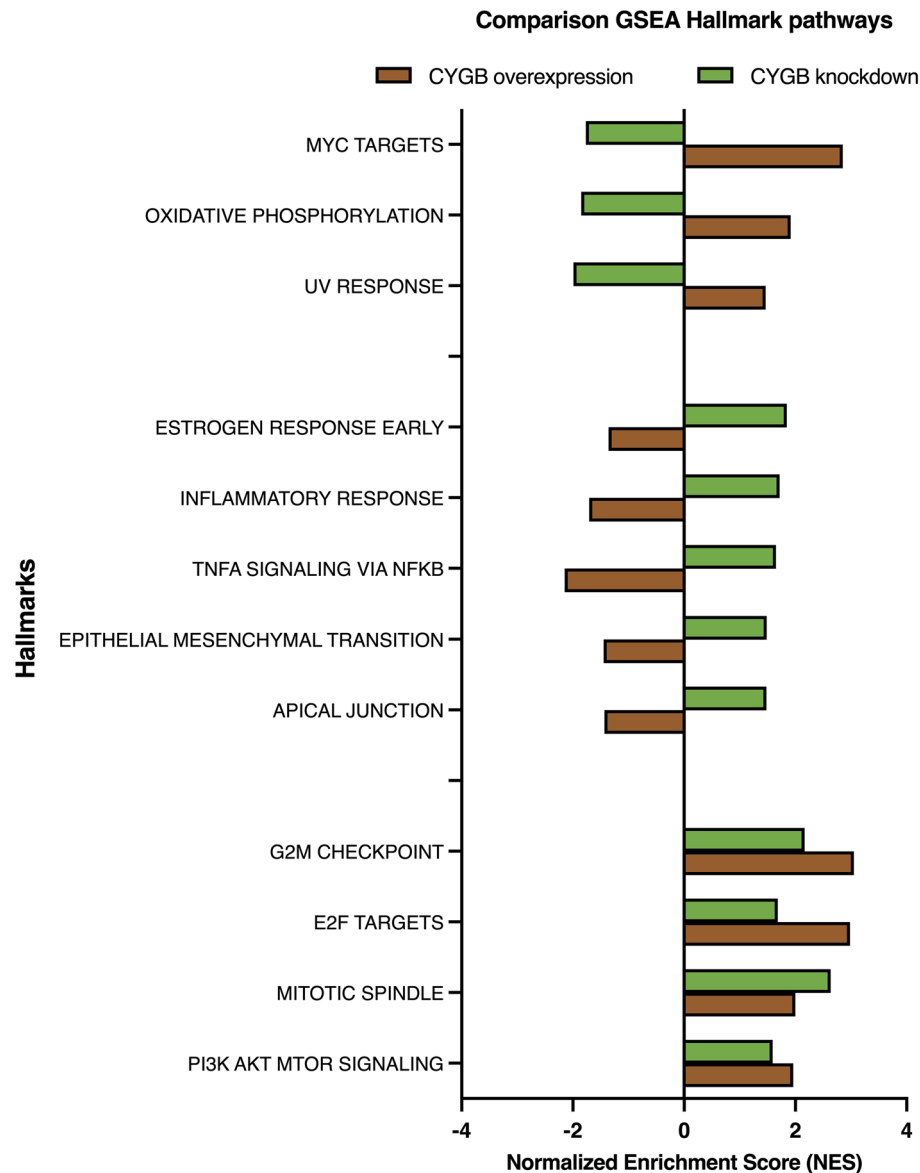 Comparison GSEA Hallmark pathways
CYGB overexpression
CYGB knockdown
MYC TARGETS
OXIDATIVE PHOSPHORYLATION
UV RESPONSE
ESTROGEN RESPONSE EARLY
INFLAMMATORY RESPONSE
TNFA SIGNALING VIA NFKB
EPITHELIAL MESENCHYMAL TRANSITION
APICAL JUNCTION
G2M CHECKPOINT
E2F TARGETS
MITOTIC SPINDLE
PI3K AKT MTOR SIGNALING
Hallmarks
-4 -2 0 2 4
Normalized Enrichment Score (NES)